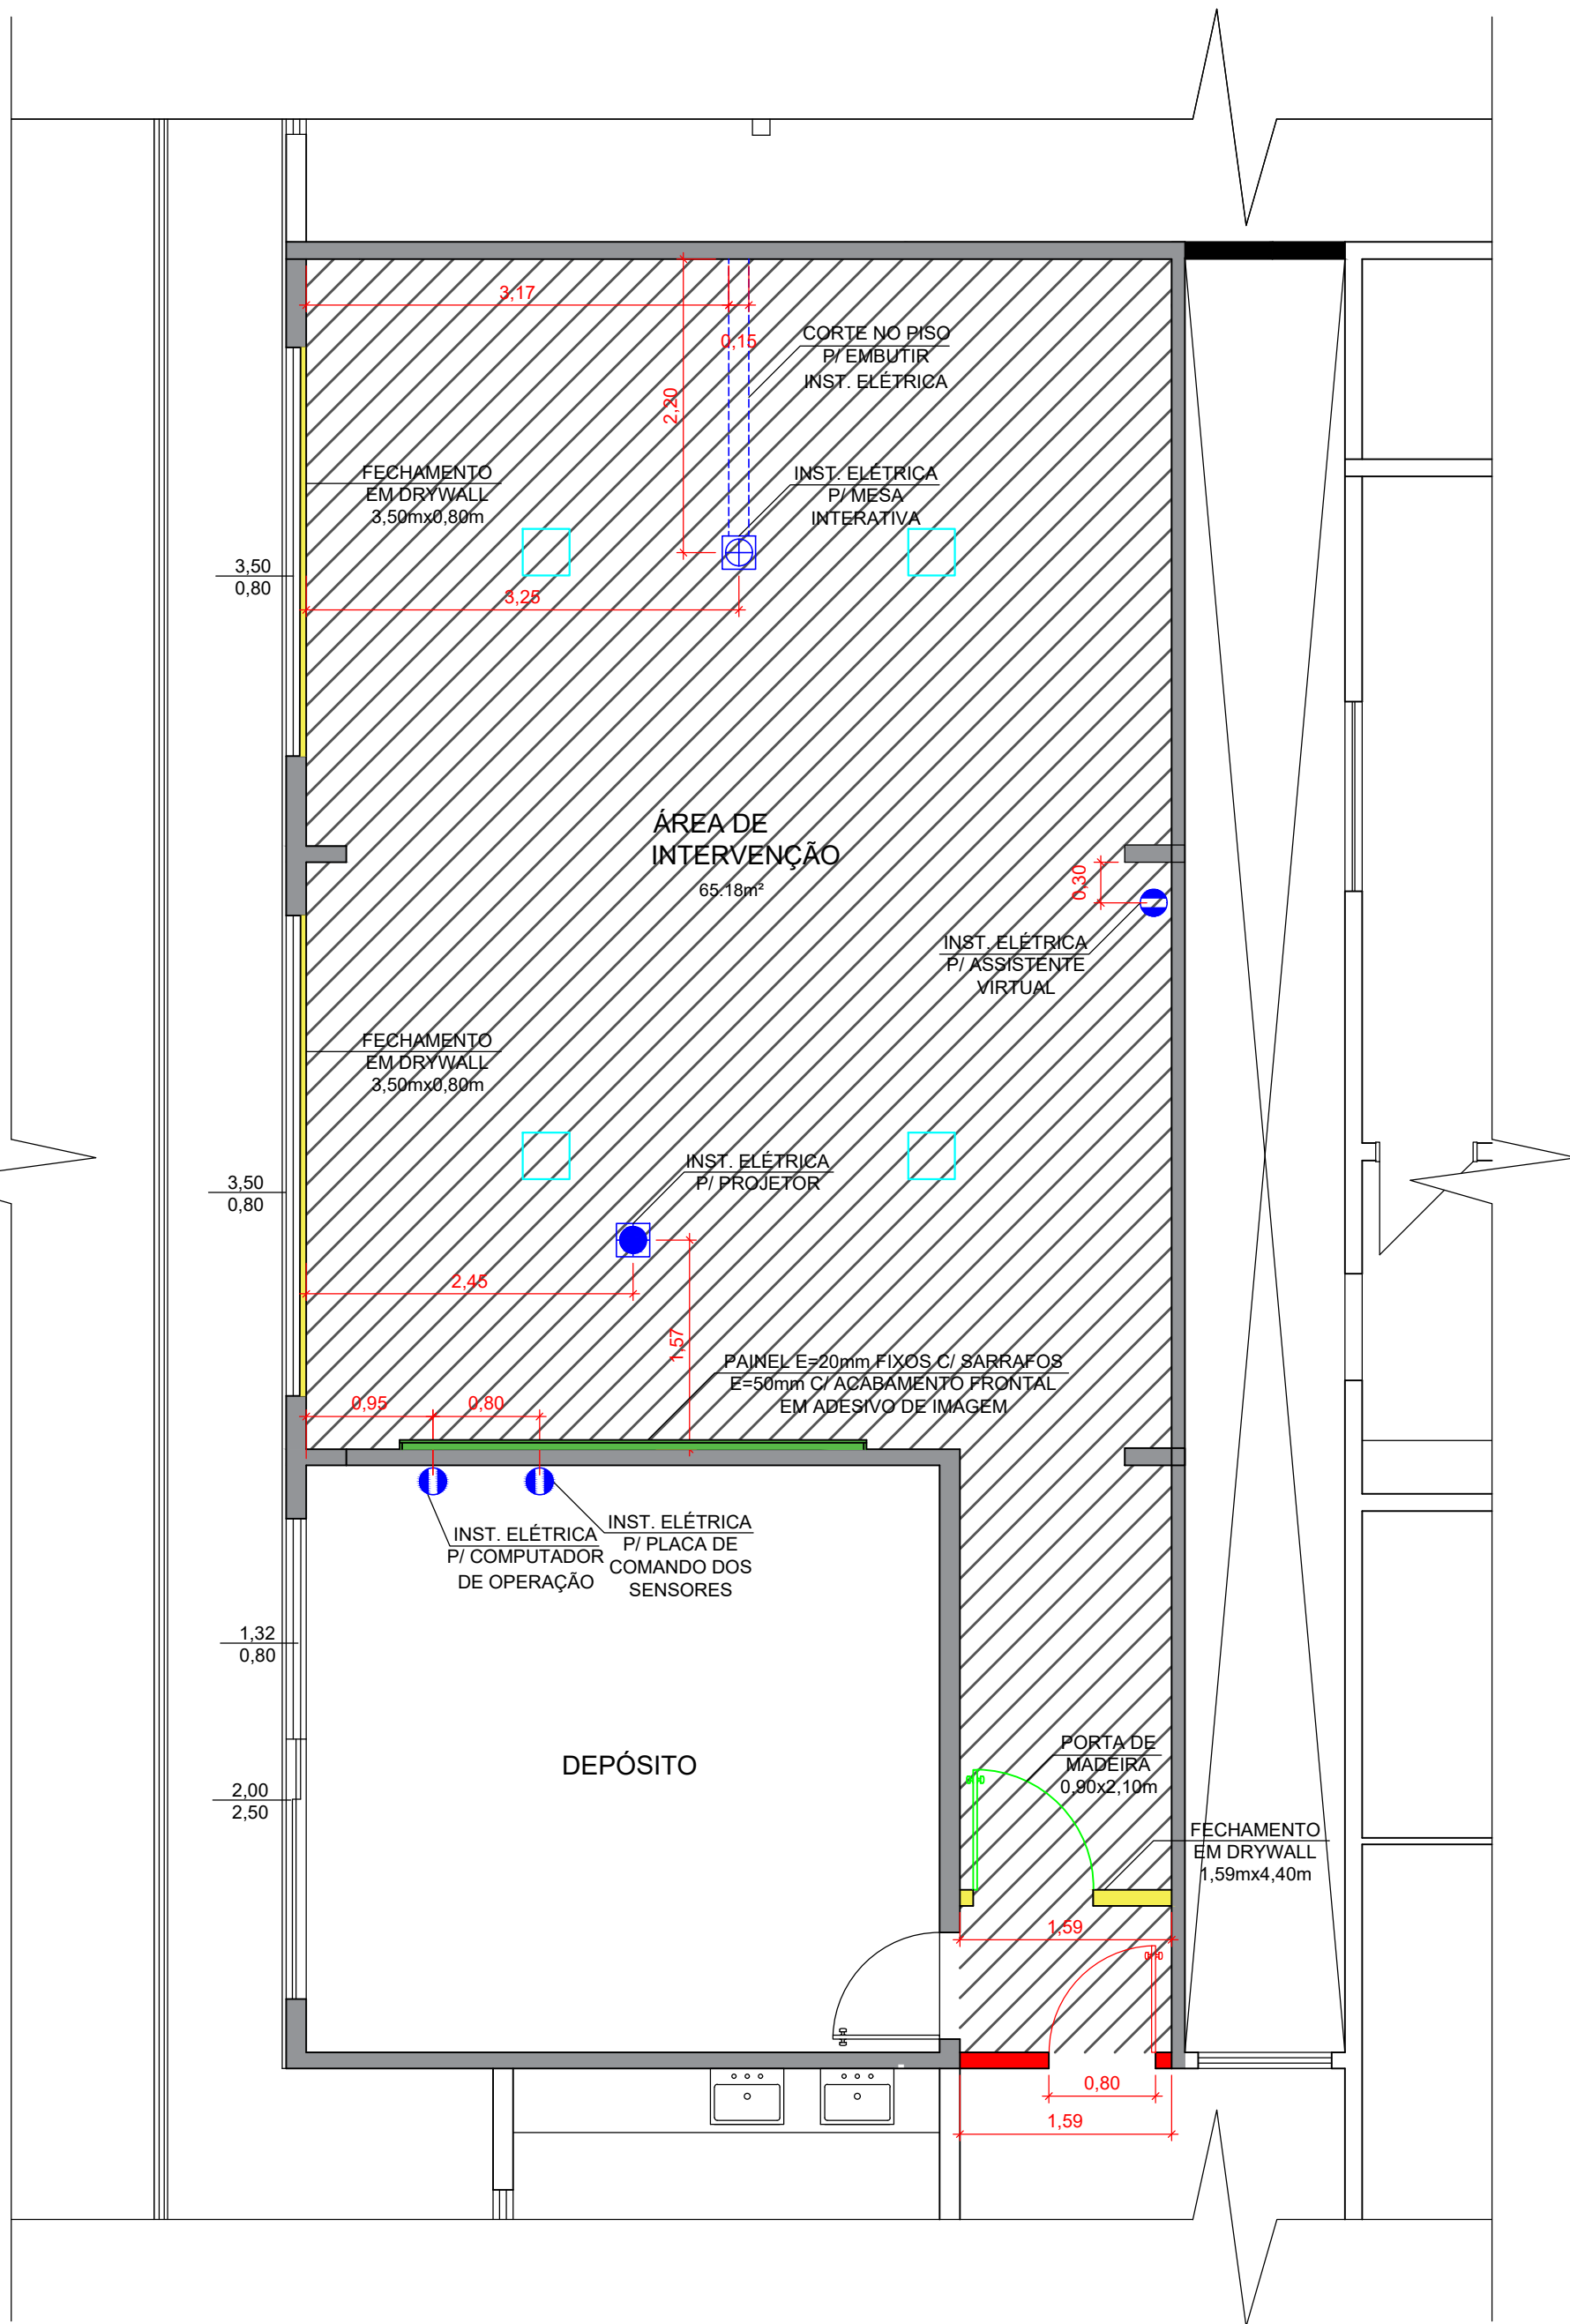 3,17
0,15
CORTE NO PISO
P/ EMBUTIR
INST. ELÉTRICA
2,20
FECHAMENTO
EM DRYWALL
3,50mx0,80m
INST. ELÉTRICA
P/ MESA
INTERATIVA
3,50
0,80
3,25
ÁREA DE
INTERVENÇÃO
65.18m²
0,30
INST. ELÉTRICA
P/ ASSISTENTE
VIRTUAL
FECHAMENTO
EM DRYWALL
3,50mx0,80m
3,50
0,80
INST. ELÉTRICA
P/ PROJETOR
2,45
1,57
PAINEL E=20mm FIXOS C/ SARRAFOS
E=50mm C/ ACABAMENTO FRONTAL
EM ADESIVO DE IMAGEM
0,95
0,80
INST. ELÉTRICA
P/ COMPUTADOR
DE OPERAÇÃO
INST. ELÉTRICA
P/ PLACA DE
COMANDO DOS
SENSORES
1,32
0,80
DEPÓSITO
2,00
2,50
PORTA DE
MADEIRA
0,90x2,10m
FECHAMENTO
EM DRYWALL
1,59mx4,40m
1,59
0,80
1,59